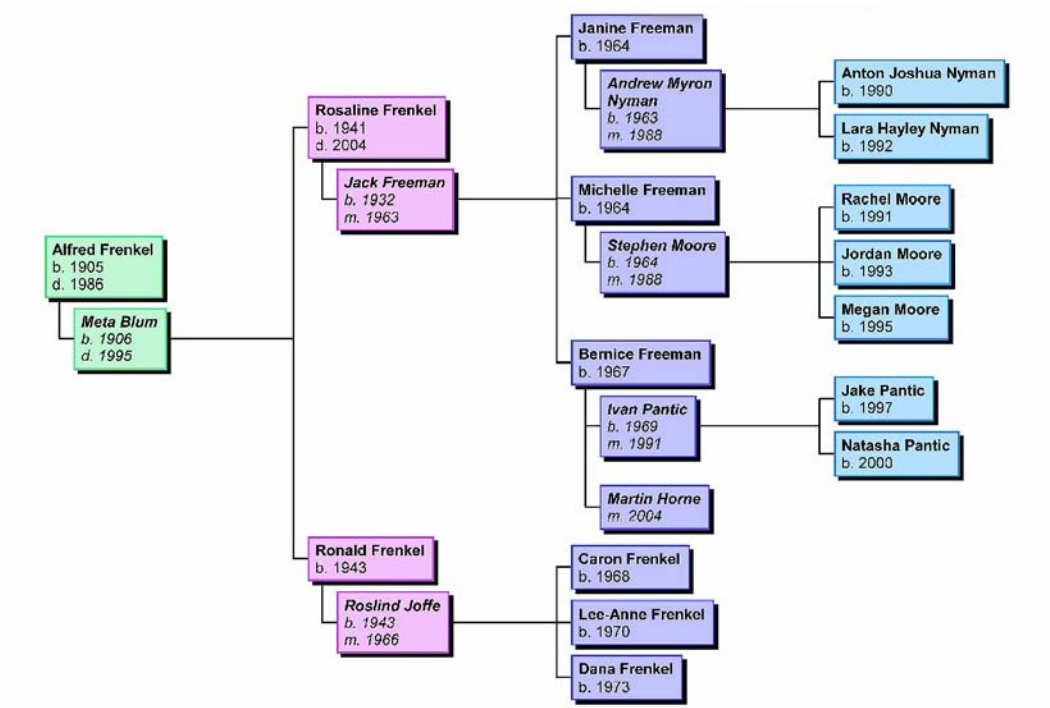 Alfred Frenkel
b. 1905
d. 1986
Meta Blum
b. 1906
d. 1995
Rosaline Frenkel
b. 1941
d. 2004
Jack Freeman
b. 1932
m. 1963
Janine Freeman
b. 1964
Andrew Myron
Nyman
b. 1963
m. 1988
Anton Joshua Nyman
b. 1990
Lara Hayley Nyman
b. 1992
Michelle Freeman
b. 1964
Stephen Moore
b. 1964
m. 1988
Rachel Moore
b. 1991
Jordan Moore
b. 1993
Megan Moore
b. 1995
Bernice Freeman
b. 1967
Ivan Pantic
b. 1969
m. 1991
Jake Pantic
b. 1997
Natasha Pantic
b. 2000
Martin Horne
m. 2004
Ronald Frenkel
b. 1943
Roslind Joffe
b. 1943
m. 1966
Caron Frenkel
b. 1968
Lee-Anne Frenkel
b. 1970
Dana Frenkel
b. 1973